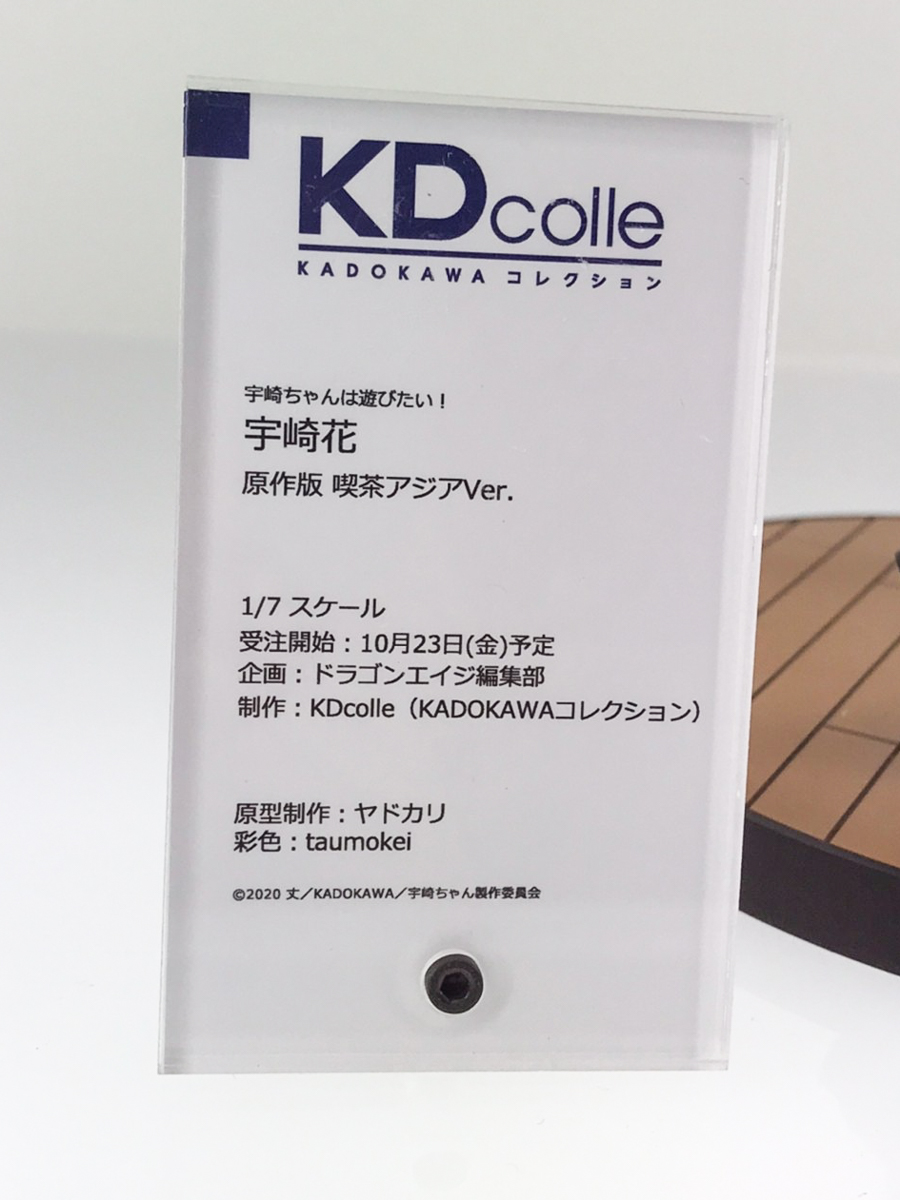 KDcolle
KADOKAWA コレクション
宇崎ちゃんは遊びたい！
宇崎花
原作版 喫茶アジアVer.
1/7 スケール
受注開始：10月23日(金)予定
企画：ドラゴンエイジ編集部
制作：KDcolle（KADOKAWAコレクション）
原型制作：ヤドカリ
彩色：taumokei
©2020 丈／KADOKAWA／宇崎ちゃん製作委員会